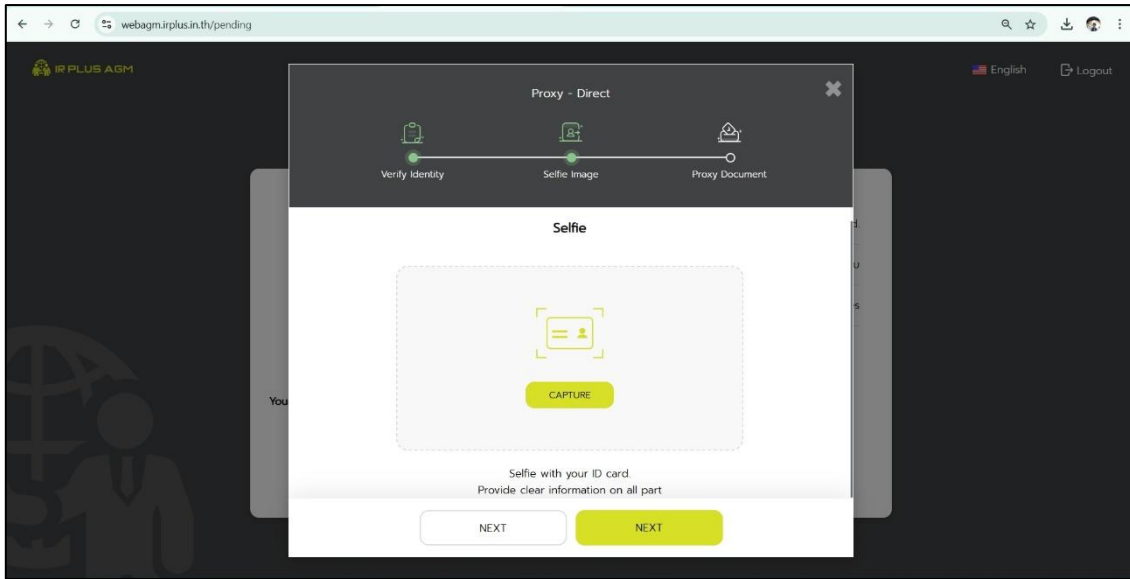 webagm.irplus.in.th/pending
IR PLUS AGM
English
Logout
Proxy - Direct
Verify Identity
Selfie Image
Proxy Document
Selfie
d.
u
s
CAPTURE
You
Selfie with your ID card.
Provide clear information on all part
NEXT
NEXT